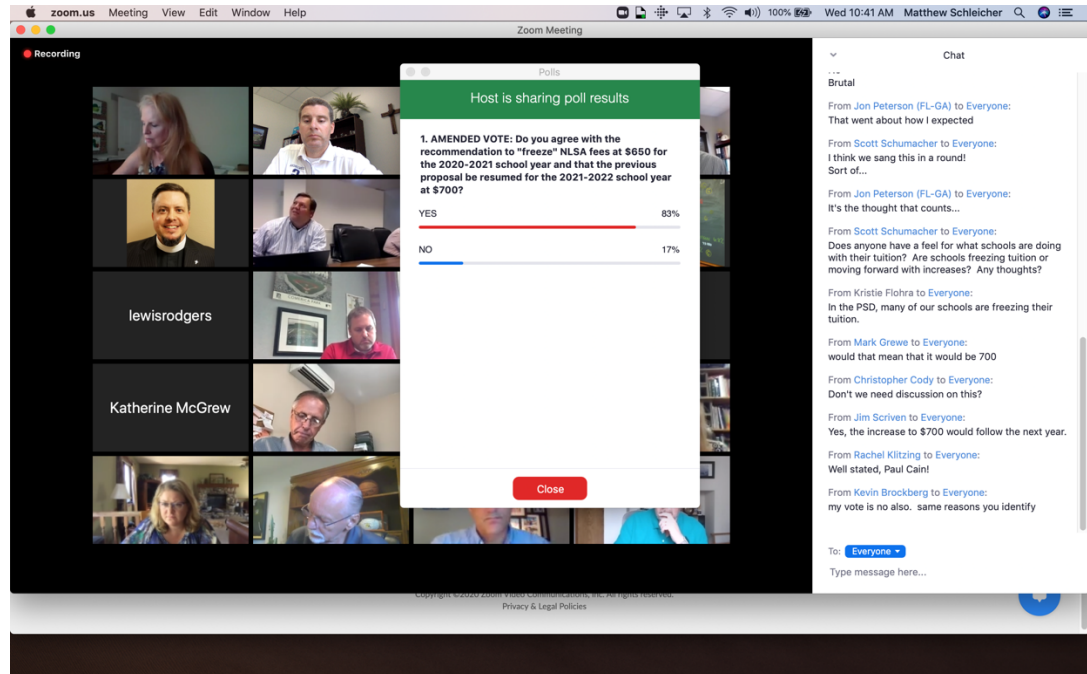 zoom.us Meeting View Edit Window Help
100% Wed 10:41 AM Matthew Schleicher
Zoom Meeting
Recording
lewisrodgers
Katherine McGrew
Polls
Host is sharing poll results
1. AMENDED VOTE: Do you agree with the
recommendation to "freeze" NLSA fees at $650 for
the 2020-2021 school year and that the previous
proposal be resumed for the 2021-2022 school year
at $700?
YES 83%
NO 17%
Close
Chat
Brutal
From Jon Peterson (FL-GA) to Everyone:
That went about how I expected
From Scott Schumacher to Everyone:
I think we sang this in a round!
Sort of...
From Jon Peterson (FL-GA) to Everyone:
It's the thought that counts...
From Scott Schumacher to Everyone:
Does anyone have a feel for what schools are doing
with their tuition? Are schools freezing tuition or
moving forward with increases? Any thoughts?
From Kristie Flohra to Everyone:
In the PSD, many of our schools are freezing their
tuition.
From Mark Grewe to Everyone:
would that mean that it would be 700
From Christopher Cody to Everyone:
Don't we need discussion on this?
From Jim Scriven to Everyone:
Yes, the increase to $700 would follow the next year.
From Rachel Klitzing to Everyone:
Well stated, Paul Cain!
From Kevin Brockberg to Everyone:
my vote is no also. same reasons you identify
To: Everyone
Type message here...
Copyright ©2020 Zoom Video Communications, Inc. All rights reserved.
Privacy & Legal Policies